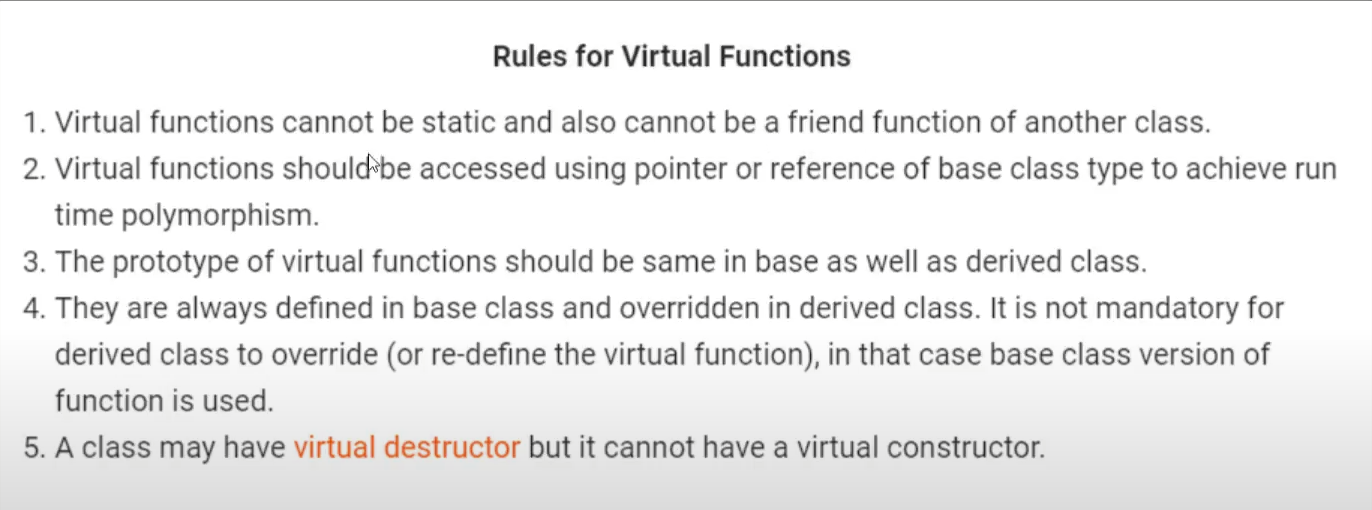 Rules for Virtual Functions
1. Virtual functions cannot be static and also cannot be a friend function of another class.
2. Virtual functions should be accessed using pointer or reference of base class type to achieve run
time polymorphism.
3. The prototype of virtual functions should be same in base as well as derived class.
4. They are always defined in base class and overridden in derived class. It is not mandatory for
derived class to override (or re-define the virtual function), in that case base class version of
function is used.
5. A class may have virtual destructor but it cannot have a virtual constructor.